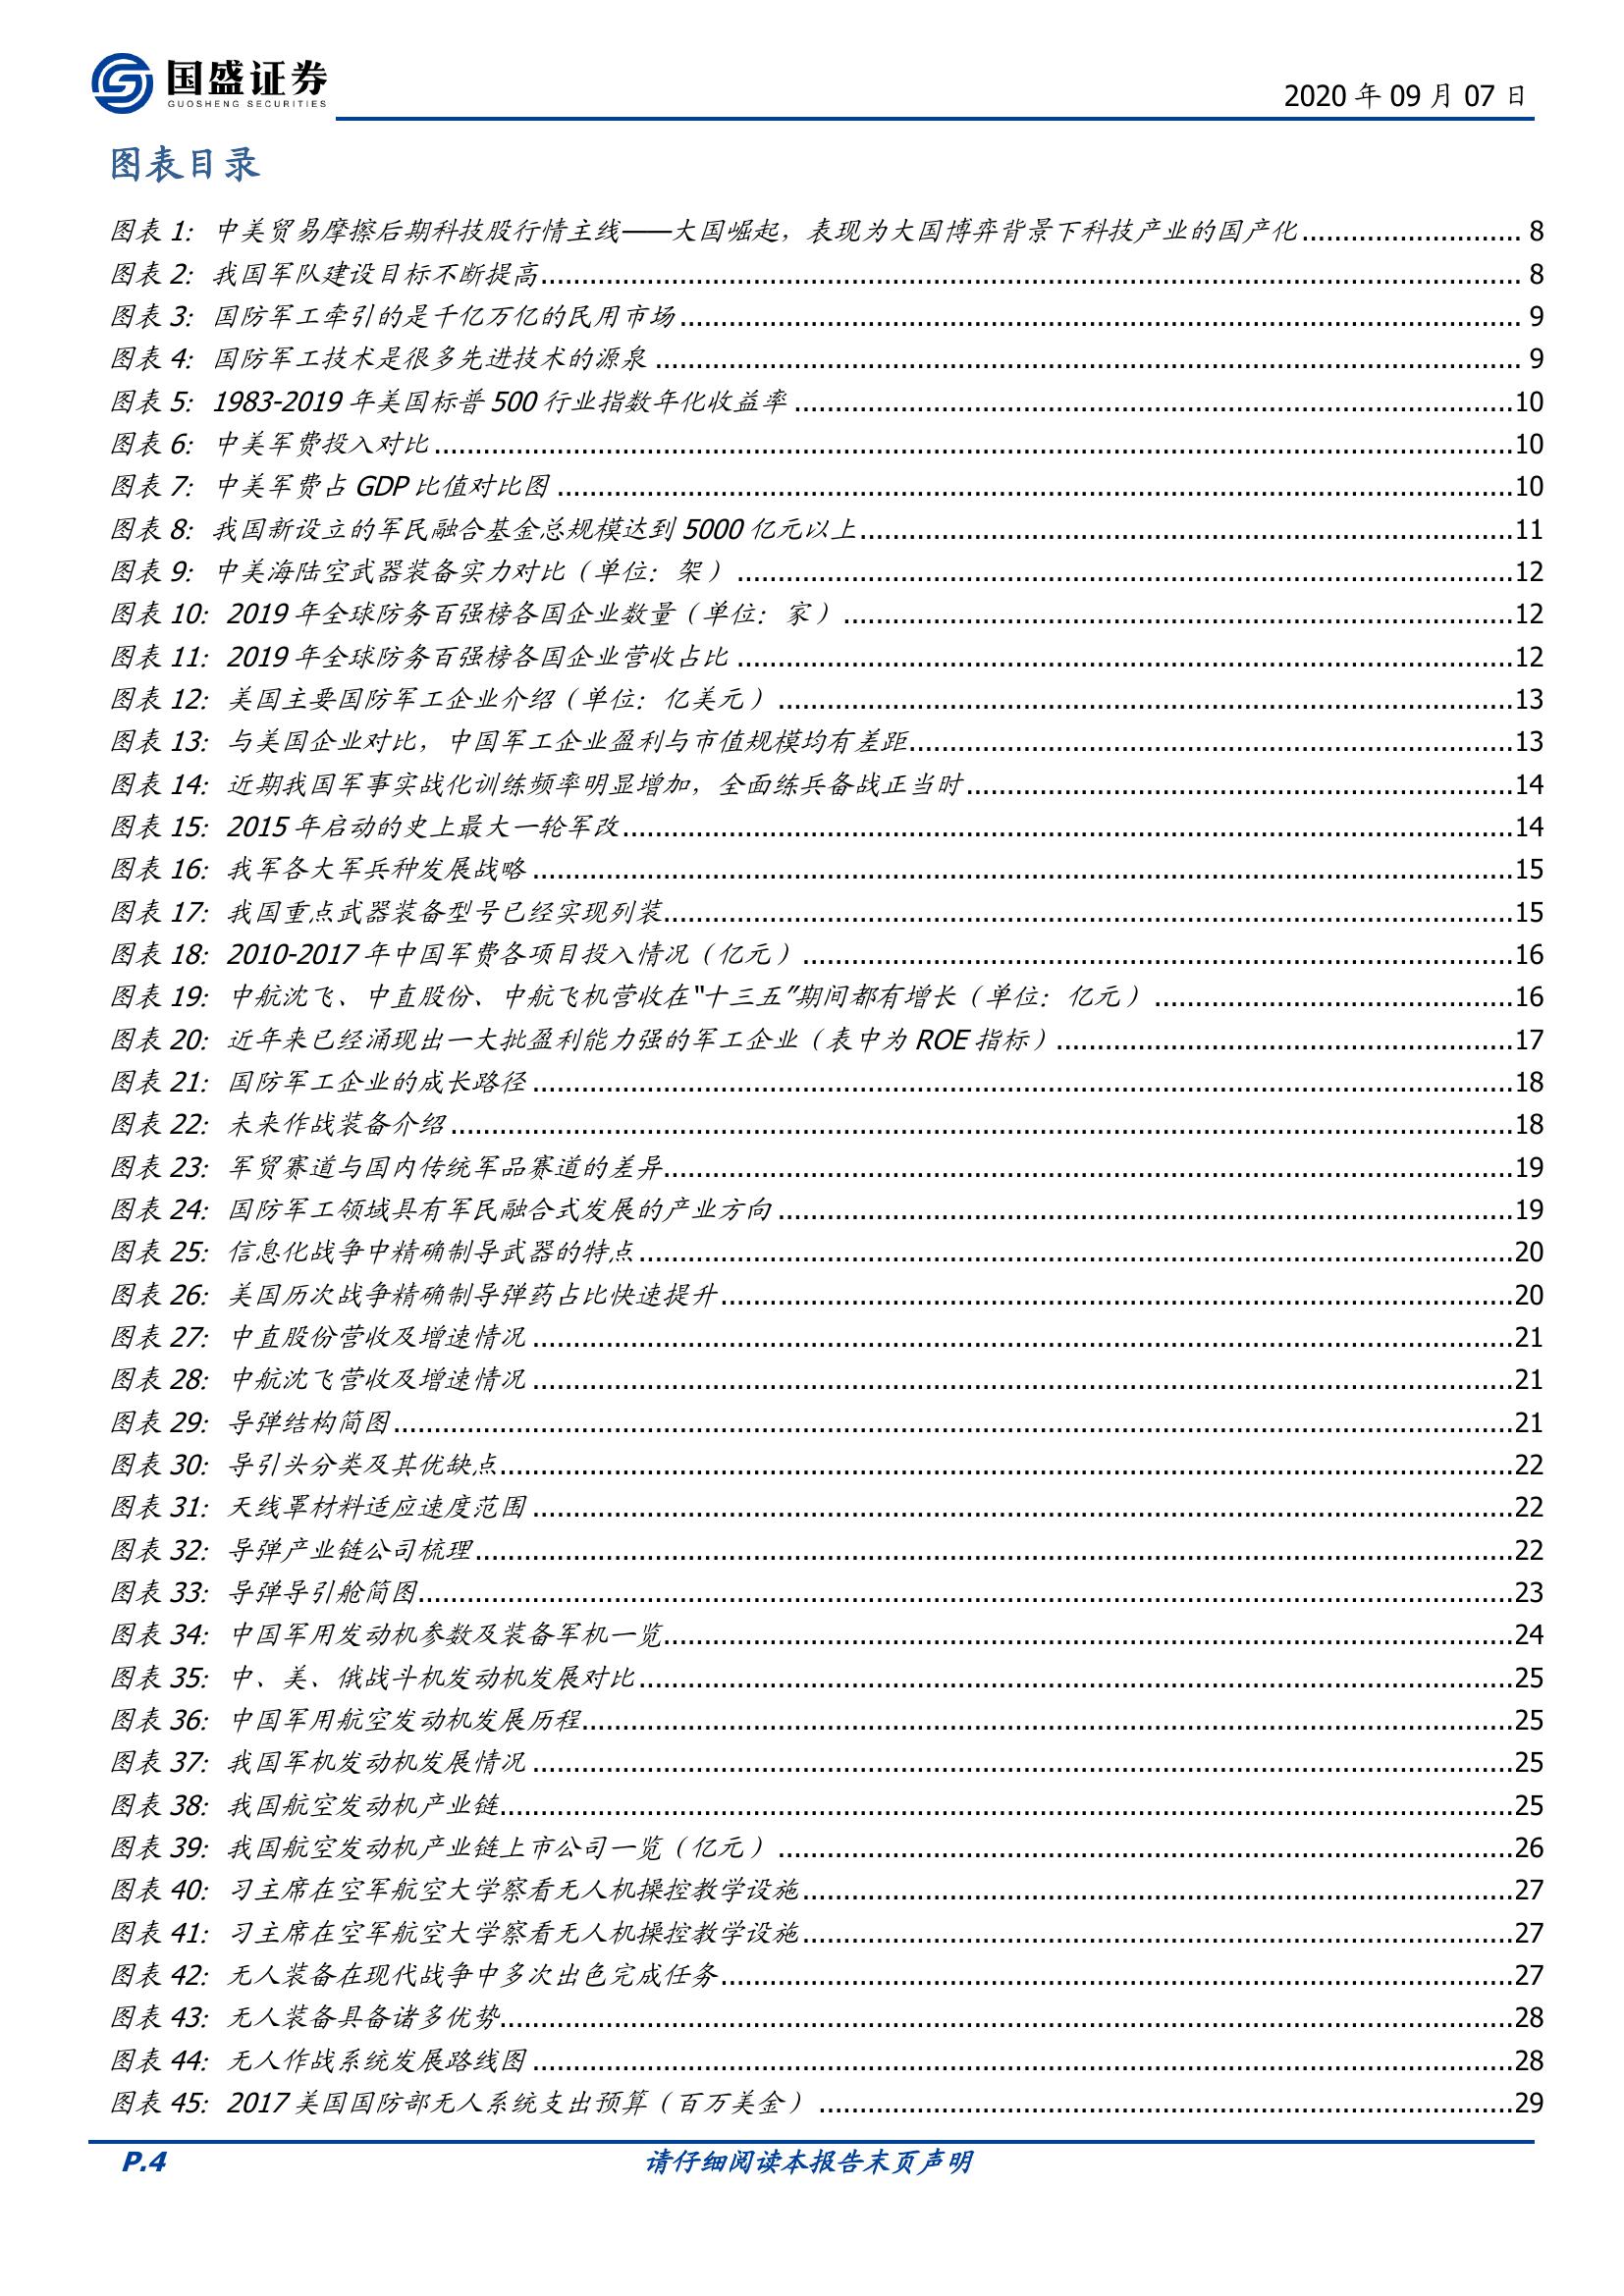 国盛证券
GUOSHENG SECURITIES
2020 年 09 月 07 日
图表目录
图表 1: 中美贸易摩擦后期科技股行情主线——大国崛起，表现为大国博弈背景下科技产业的国产化........................... 8
图表 2: 我国军队建设目标不断提高........................... 8
图表 3: 国防军工牵引的是千亿万亿的民用市场........................... 9
图表 4: 国防军工技术是很多先进技术的源泉........................... 9
图表 5: 1983-2019 年美国标普 500 行业指数年化收益率...........................10
图表 6: 中美军费投入对比...........................10
图表 7: 中美军费占 GDP 比值对比图...........................10
图表 8: 我国新设立的军民融合基金总规模达到 5000 亿元以上...........................11
图表 9: 中美海陆空武器装备实力对比（单位：架）...........................12
图表 10: 2019 年全球防务百强榜各国企业数量（单位：家）...........................12
图表 11: 2019 年全球防务百强榜各国企业营收占比...........................12
图表 12: 美国主要国防军工企业介绍（单位：亿美元）...........................13
图表 13: 与美国企业对比，中国军工企业盈利与市值规模均有差距...........................13
图表 14: 近期我国军事实战化训练频率明显增加，全面练兵备战正当时...........................14
图表 15: 2015 年启动的史上最大一轮军改...........................14
图表 16: 我军各大军兵种发展战略...........................15
图表 17: 我国重点武器装备型号已经实现列装...........................15
图表 18: 2010-2017 年中国军费各项目投入情况（亿元）...........................16
图表 19: 中航沈飞、中直股份、中航飞机营收在“十三五”期间都有增长（单位：亿元）...........................16
图表 20: 近年来已经涌现出一大批盈利能力强的军工企业（表中为 ROE 指标）...........................17
图表 21: 国防军工企业的成长路径...........................18
图表 22: 未来作战装备介绍...........................18
图表 23: 军贸赛道与国内传统军品赛道的差异...........................19
图表 24: 国防军工领域具有军民融合式发展的产业方向...........................19
图表 25: 信息化战争中精确制导武器的特点...........................20
图表 26: 美国历次战争精确制导弹药占比快速提升...........................20
图表 27: 中直股份营收及增速情况...........................21
图表 28: 中航沈飞营收及增速情况...........................21
图表 29: 导弹结构简图...........................21
图表 30: 导引头分类及其优缺点...........................22
图表 31: 天线罩材料适应速度范围...........................22
图表 32: 导弹产业链公司梳理...........................22
图表 33: 导弹导引舱简图...........................23
图表 34: 中国军用发动机参数及装备军机一览...........................24
图表 35: 中、美、俄战斗机发动机发展对比...........................25
图表 36: 中国军用航空发动机发展历程...........................25
图表 37: 我国军机发动机发展情况...........................25
图表 38: 我国航空发动机产业链...........................25
图表 39: 我国航空发动机产业链上市公司一览（亿元）...........................26
图表 40: 习主席在空军航空大学察看无人机操控教学设施...........................27
图表 41: 习主席在空军航空大学察看无人机操控教学设施...........................27
图表 42: 无人装备在现代战争中多次出色完成任务...........................27
图表 43: 无人装备具备诸多优势...........................28
图表 44: 无人作战系统发展路线图...........................28
图表 45: 2017 美国国防部无人系统支出预算（百万美金）...........................29
P.4 请仔细阅读本报告末页声明